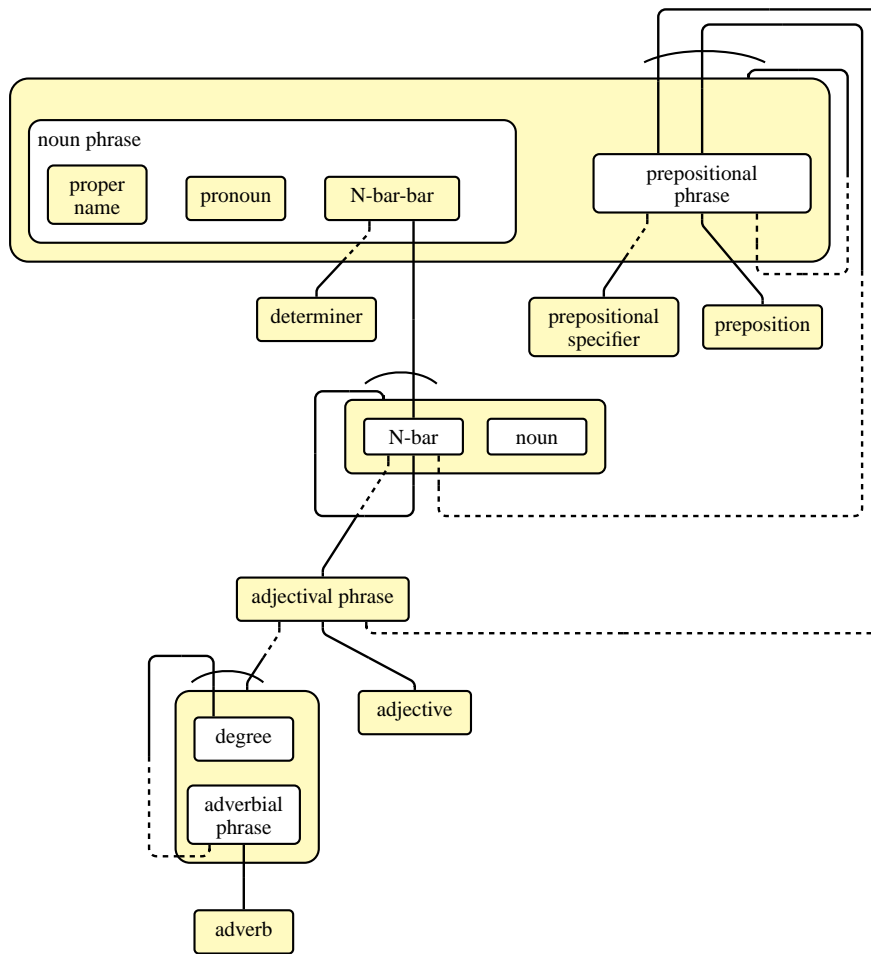 noun phrase
proper
name
pronoun
N-bar-bar
prepositional
phrase
determiner
prepositional
specifier
preposition
N-bar
noun
adjectival phrase
adjective
degree
adverbial
phrase
adverb